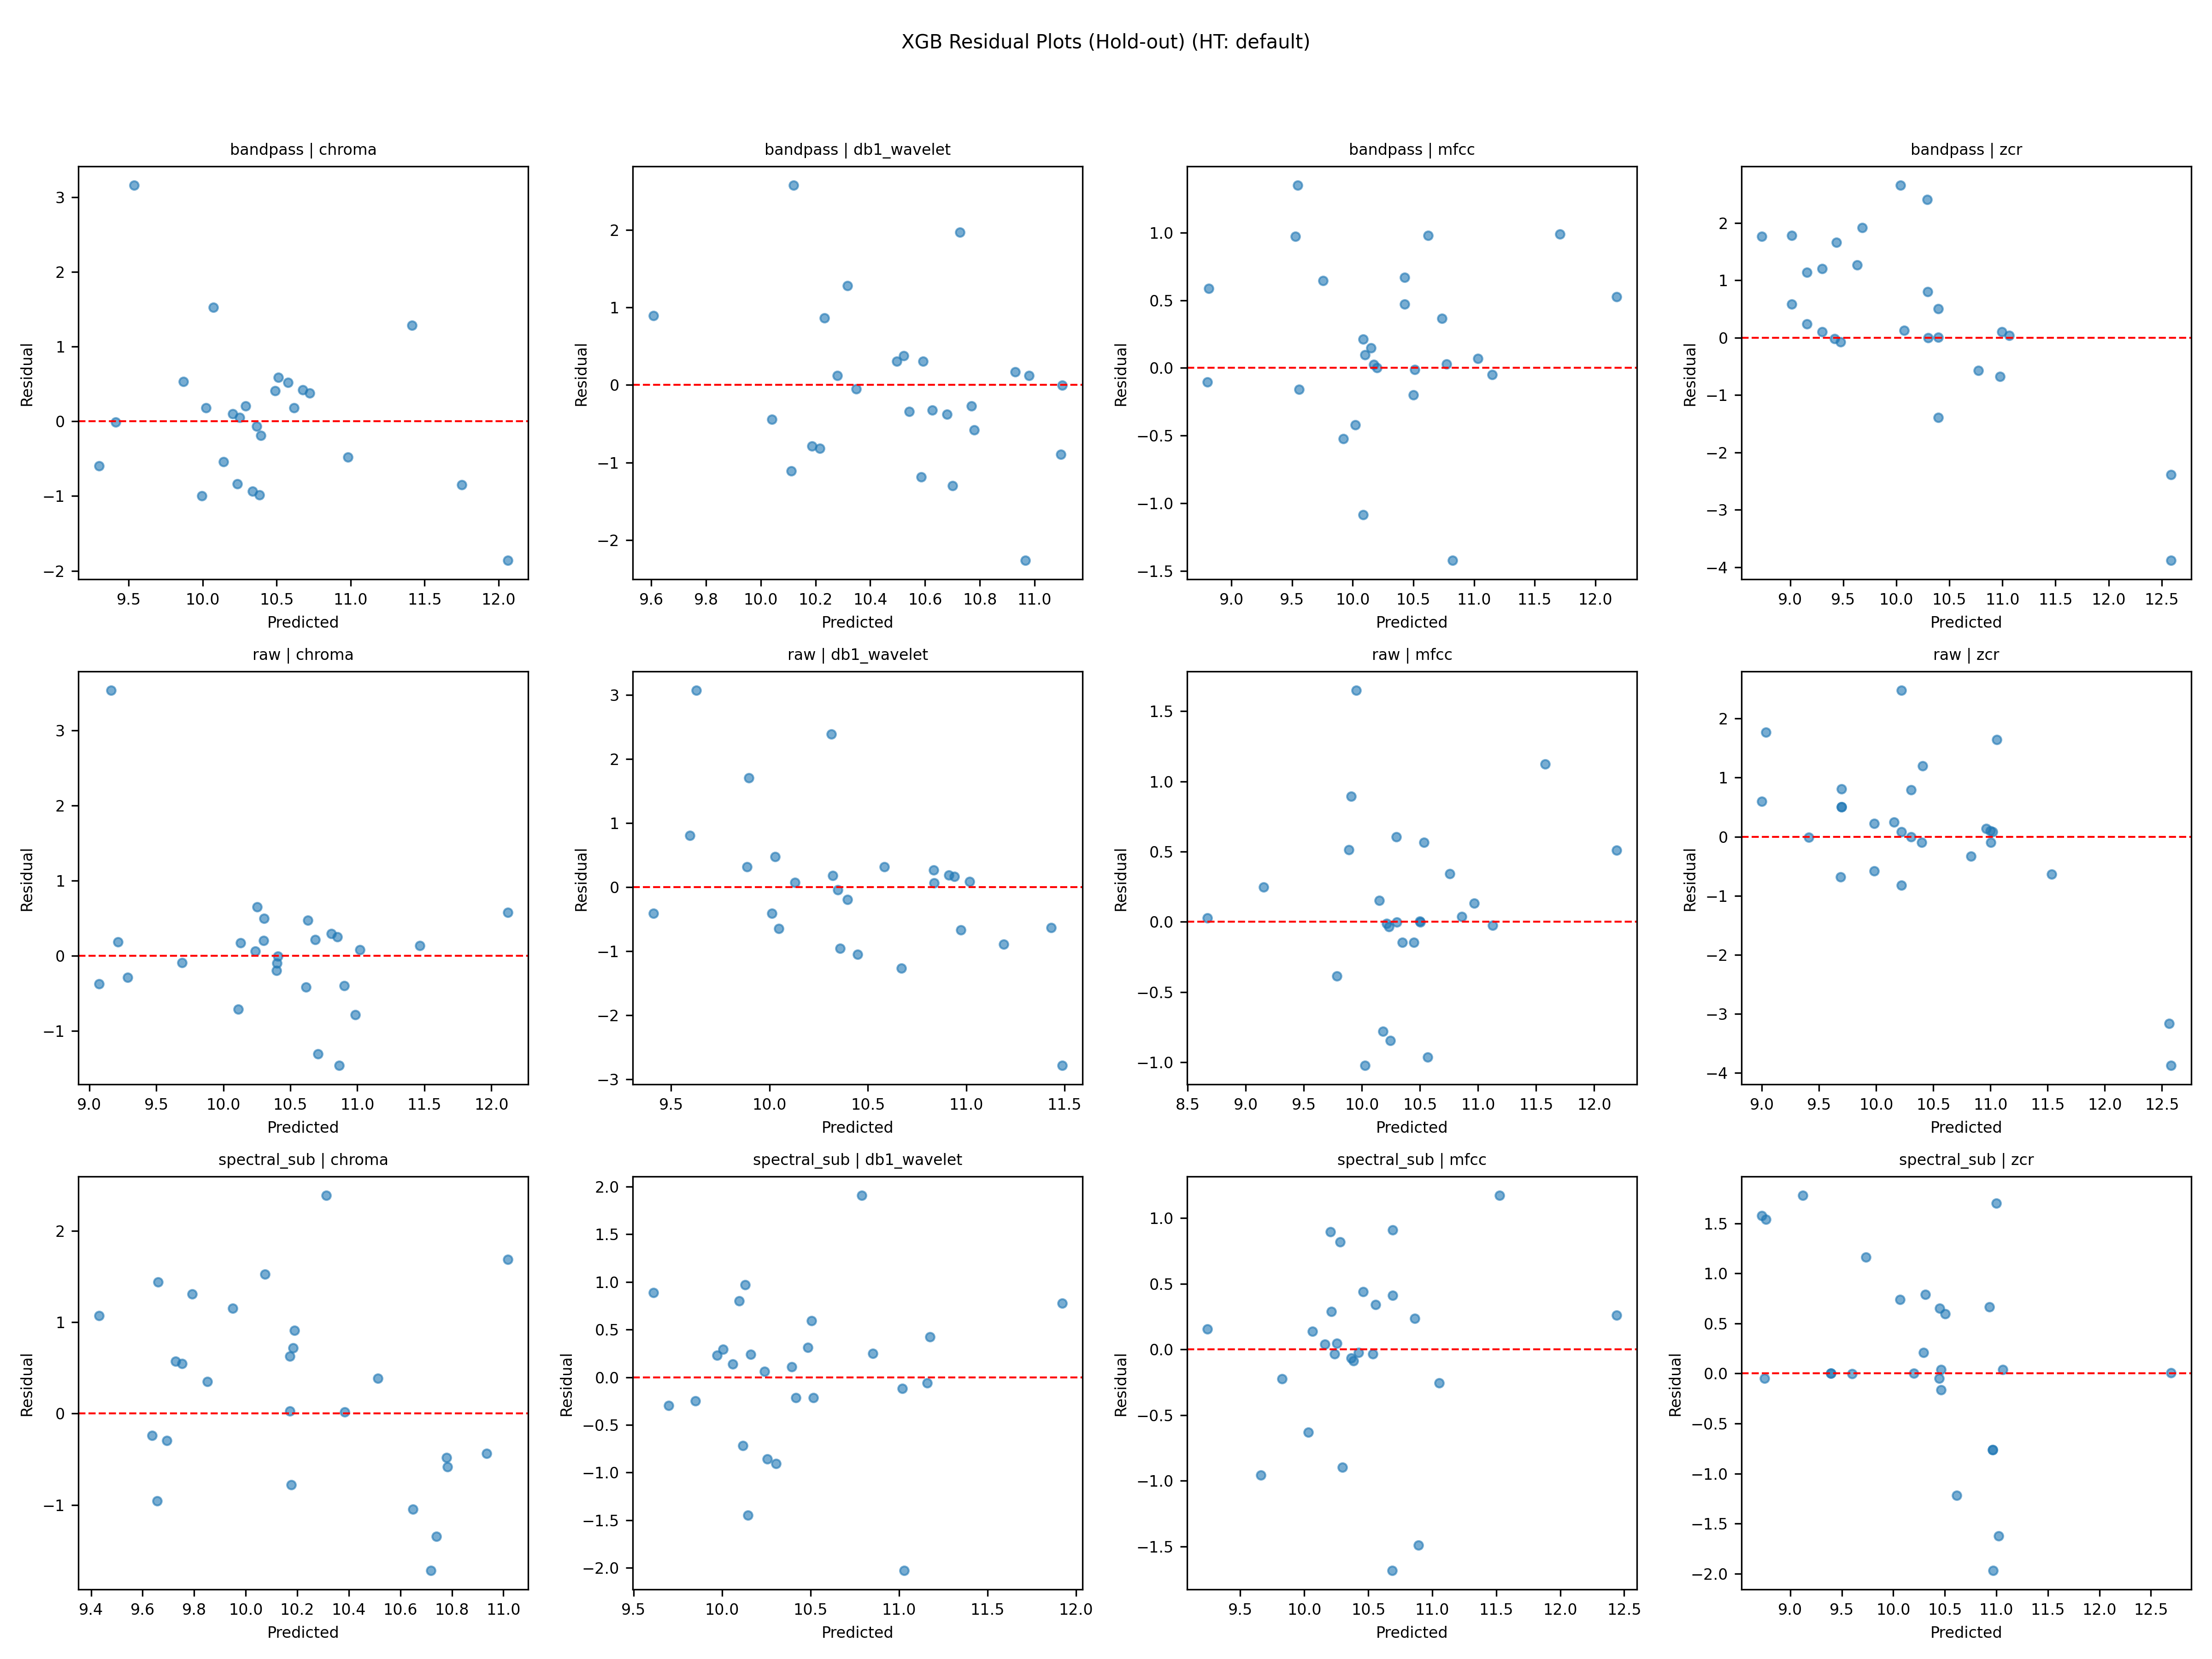 XGB Residual Plots (Hold-out) (HT: default)
bandpass | chroma
Residual
3
2
1
0
−1
−2
9.5 10.0 10.5 11.0 11.5 12.0
Predicted
bandpass | db1_wavelet
Residual
2
1
0
−1
−2
9.6 9.8 10.0 10.2 10.4 10.6 10.8 11.0
Predicted
bandpass | mfcc
Residual
1.0
0.5
0.0
−0.5
−1.0
−1.5
9.0 9.5 10.0 10.5 11.0 11.5 12.0
Predicted
bandpass | zcr
Residual
2
1
0
−1
−2
−3
−4
9.0 9.5 10.0 10.5 11.0 11.5 12.0 12.5
Predicted
raw | chroma
Residual
3
2
1
0
−1
9.0 9.5 10.0 10.5 11.0 11.5 12.0
Predicted
raw | db1_wavelet
Residual
3
2
1
0
−1
−2
−3
9.5 10.0 10.5 11.0 11.5
Predicted
raw | mfcc
Residual
1.5
1.0
0.5
0.0
−0.5
−1.0
8.5 9.0 9.5 10.0 10.5 11.0 11.5 12.0
Predicted
raw | zcr
Residual
2
1
0
−1
−2
−3
−4
9.0 9.5 10.0 10.5 11.0 11.5 12.0 12.5
Predicted
spectral_sub | chroma
Residual
2
1
0
−1
9.4 9.6 9.8 10.0 10.2 10.4 10.6 10.8 11.0
Predicted
spectral_sub | db1_wavelet
Residual
2.0
1.5
1.0
0.5
0.0
−0.5
−1.0
−1.5
−2.0
9.5 10.0 10.5 11.0 11.5 12.0
Predicted
spectral_sub | mfcc
Residual
1.0
0.5
0.0
−0.5
−1.0
−1.5
9.5 10.0 10.5 11.0 11.5 12.0 12.5
Predicted
spectral_sub | zcr
Residual
1.5
1.0
0.5
0.0
−0.5
−1.0
−1.5
−2.0
9.0 9.5 10.0 10.5 11.0 11.5 12.0 12.5
Predicted